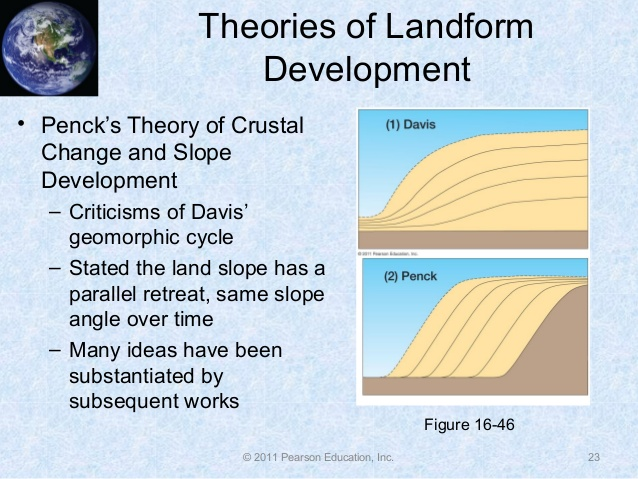 Theories of Landform
Development
• Penck’s Theory of Crustal
Change and Slope
Development
– Criticisms of Davis’
geomorphic cycle
– Stated the land slope has a
parallel retreat, same slope
angle over time
– Many ideas have been
substantiated by
subsequent works
(1) Davis
© 2011 Pearson Education, Inc.
(2) Penck
Figure 16-46
© 2011 Pearson Education, Inc.
23